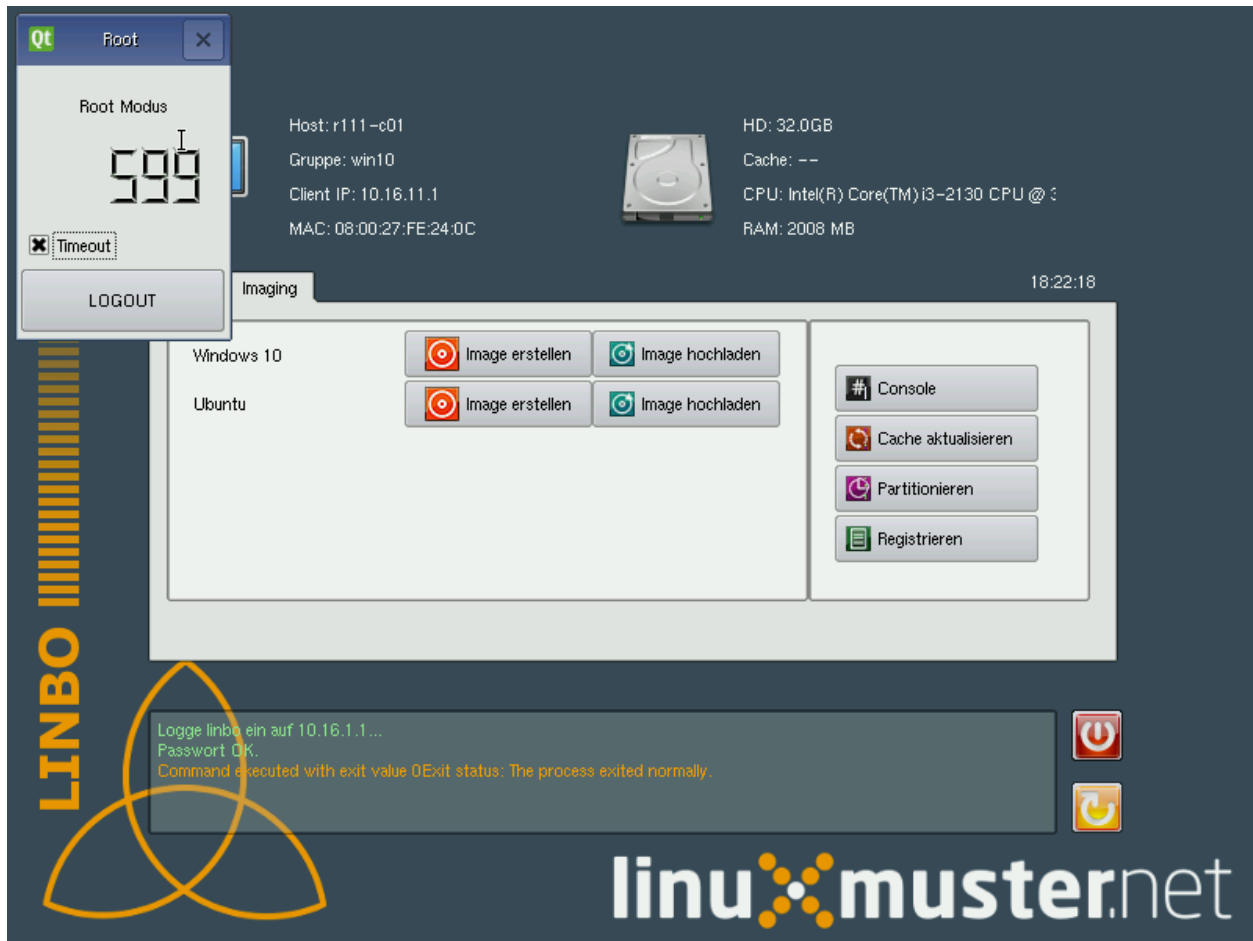 Qt Root
Root Modus
599
Timeout
LOGOUT
Host: r111-c01
Gruppe: win10
Client IP: 10.16.11.1
MAC: 08:00:27:FE:24:0C
HD: 32.0GB
Cache: --
CPU: Intel(R) Core(TM) i3-2130 CPU @ 3
RAM: 2008 MB
Imaging
18:22:18
Windows 10 Image erstellen Image hochladen
Ubuntu Image erstellen Image hochladen
Console
Cache aktualisieren
Partitionieren
Registrieren
LINBO
Logge linbo ein auf 10.16.1.1...
Passwort OK.
Command executed with exit value 0Exit status: The process exited normally.
linuxmuster.net